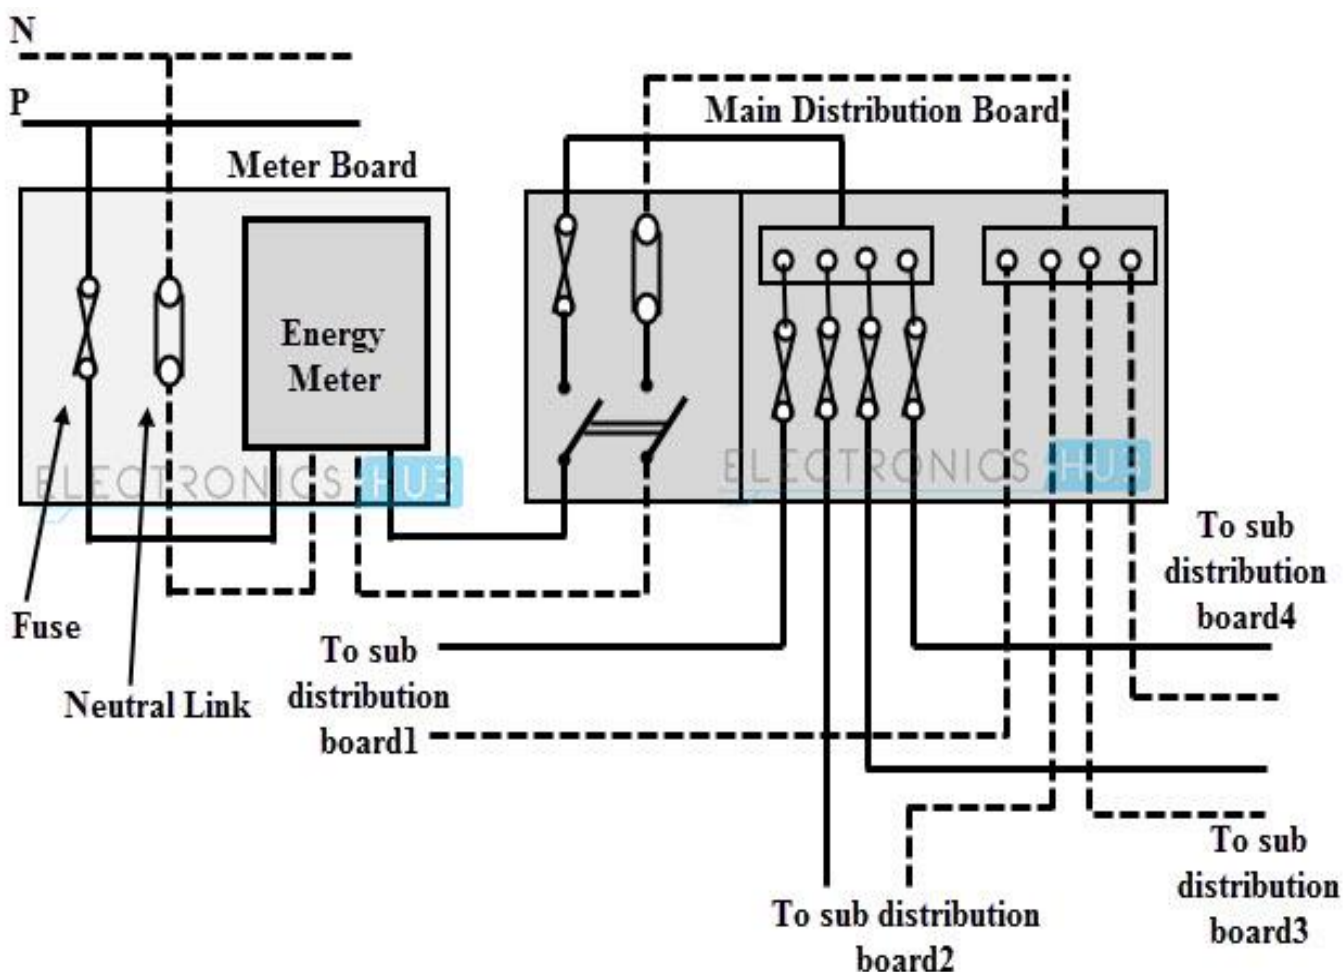 N
P
Meter Board
Main Distribution Board
Energy
Meter
ELECTRONICS HUB
ELECTRONICS HUB
Fuse
Neutral Link
To sub
distribution
board1
To sub
distribution
board4
To sub distribution
board2
To sub
distribution
board3